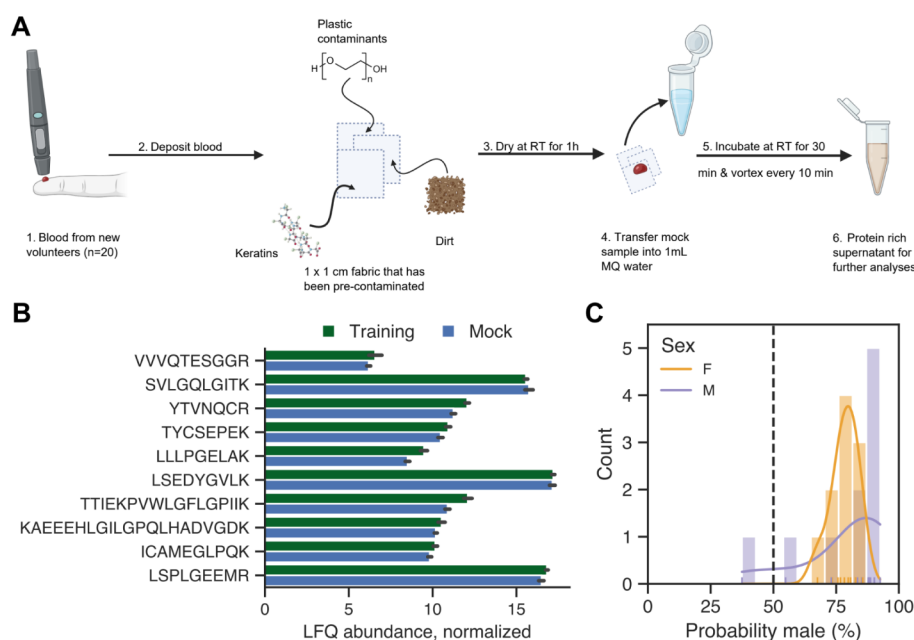 A
Plastic
contaminants
H
O
OH
n
2. Deposit blood
3. Dry at RT for 1h
5. Incubate at RT for 30
min & vortex every 10 min
Keratins
Dirt
1. Blood from new
volunteers (n=20)
1 x 1 cm fabric that has
been pre-contaminated
4. Transfer mock
sample into 1mL
MQ water
6. Protein rich
supernatant for
further analyses
B
Training
Mock
VVVQTESGGR
SVLGQLGITK
YTVNQCR
TYCSEPEK
LLLPGELAK
LSEDYGVLK
TTIEKPVWLGFLGPIIK
KAEEEHLGILGPQLHADVGDK
ICAMEGLPQK
LSPLGEEMR
0 5 10 15
LFQ abundance, normalized
C
Sex
F
M
5
4
3
2
1
0
Count
0 25 50 75 100
Probability male (%)